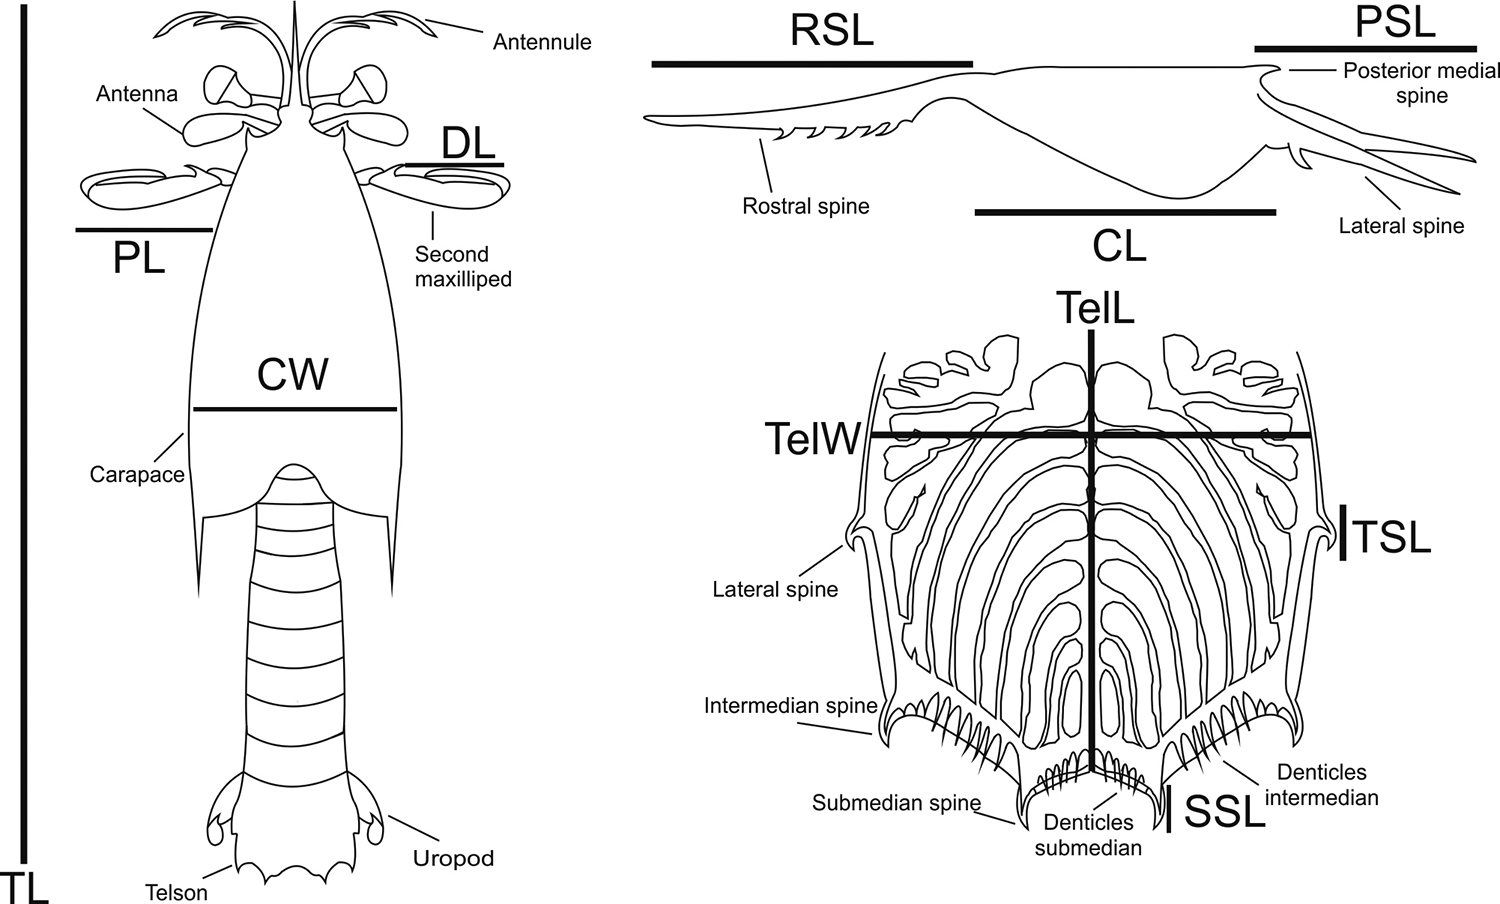 Antennule
Antenna
DL
PL
Second
maxilliped
CW
Carapace
Uropod
Telson
TL
RSL
PSL
Posterior medial
spine
Rostral spine
Lateral spine
CL
TelL
TelW
TSL
Lateral spine
Intermedian spine
Submedian spine
Denticles
submedian
Denticles
intermedian
SSL